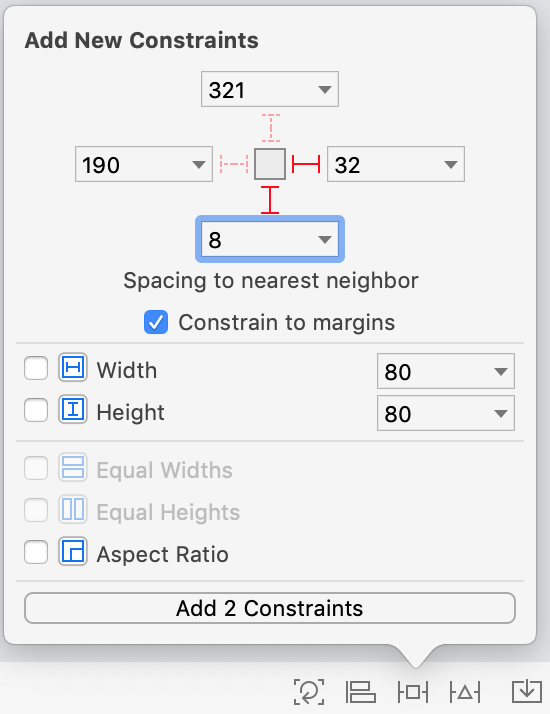 Add New Constraints
321
190
32
8
Spacing to nearest neighbor
Constrain to margins
Width
80
Height
80
Equal Widths
Equal Heights
Aspect Ratio
Add 2 Constraints